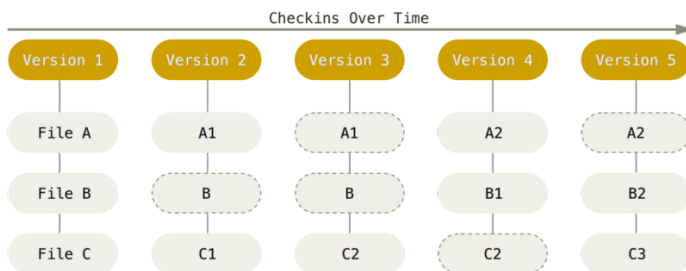 Checkins Over Time
Version 1 Version 2 Version 3 Version 4 Version 5
File A A1 A1 A2 A2
File B B B B1 B2
File C C1 C2 C2 C3